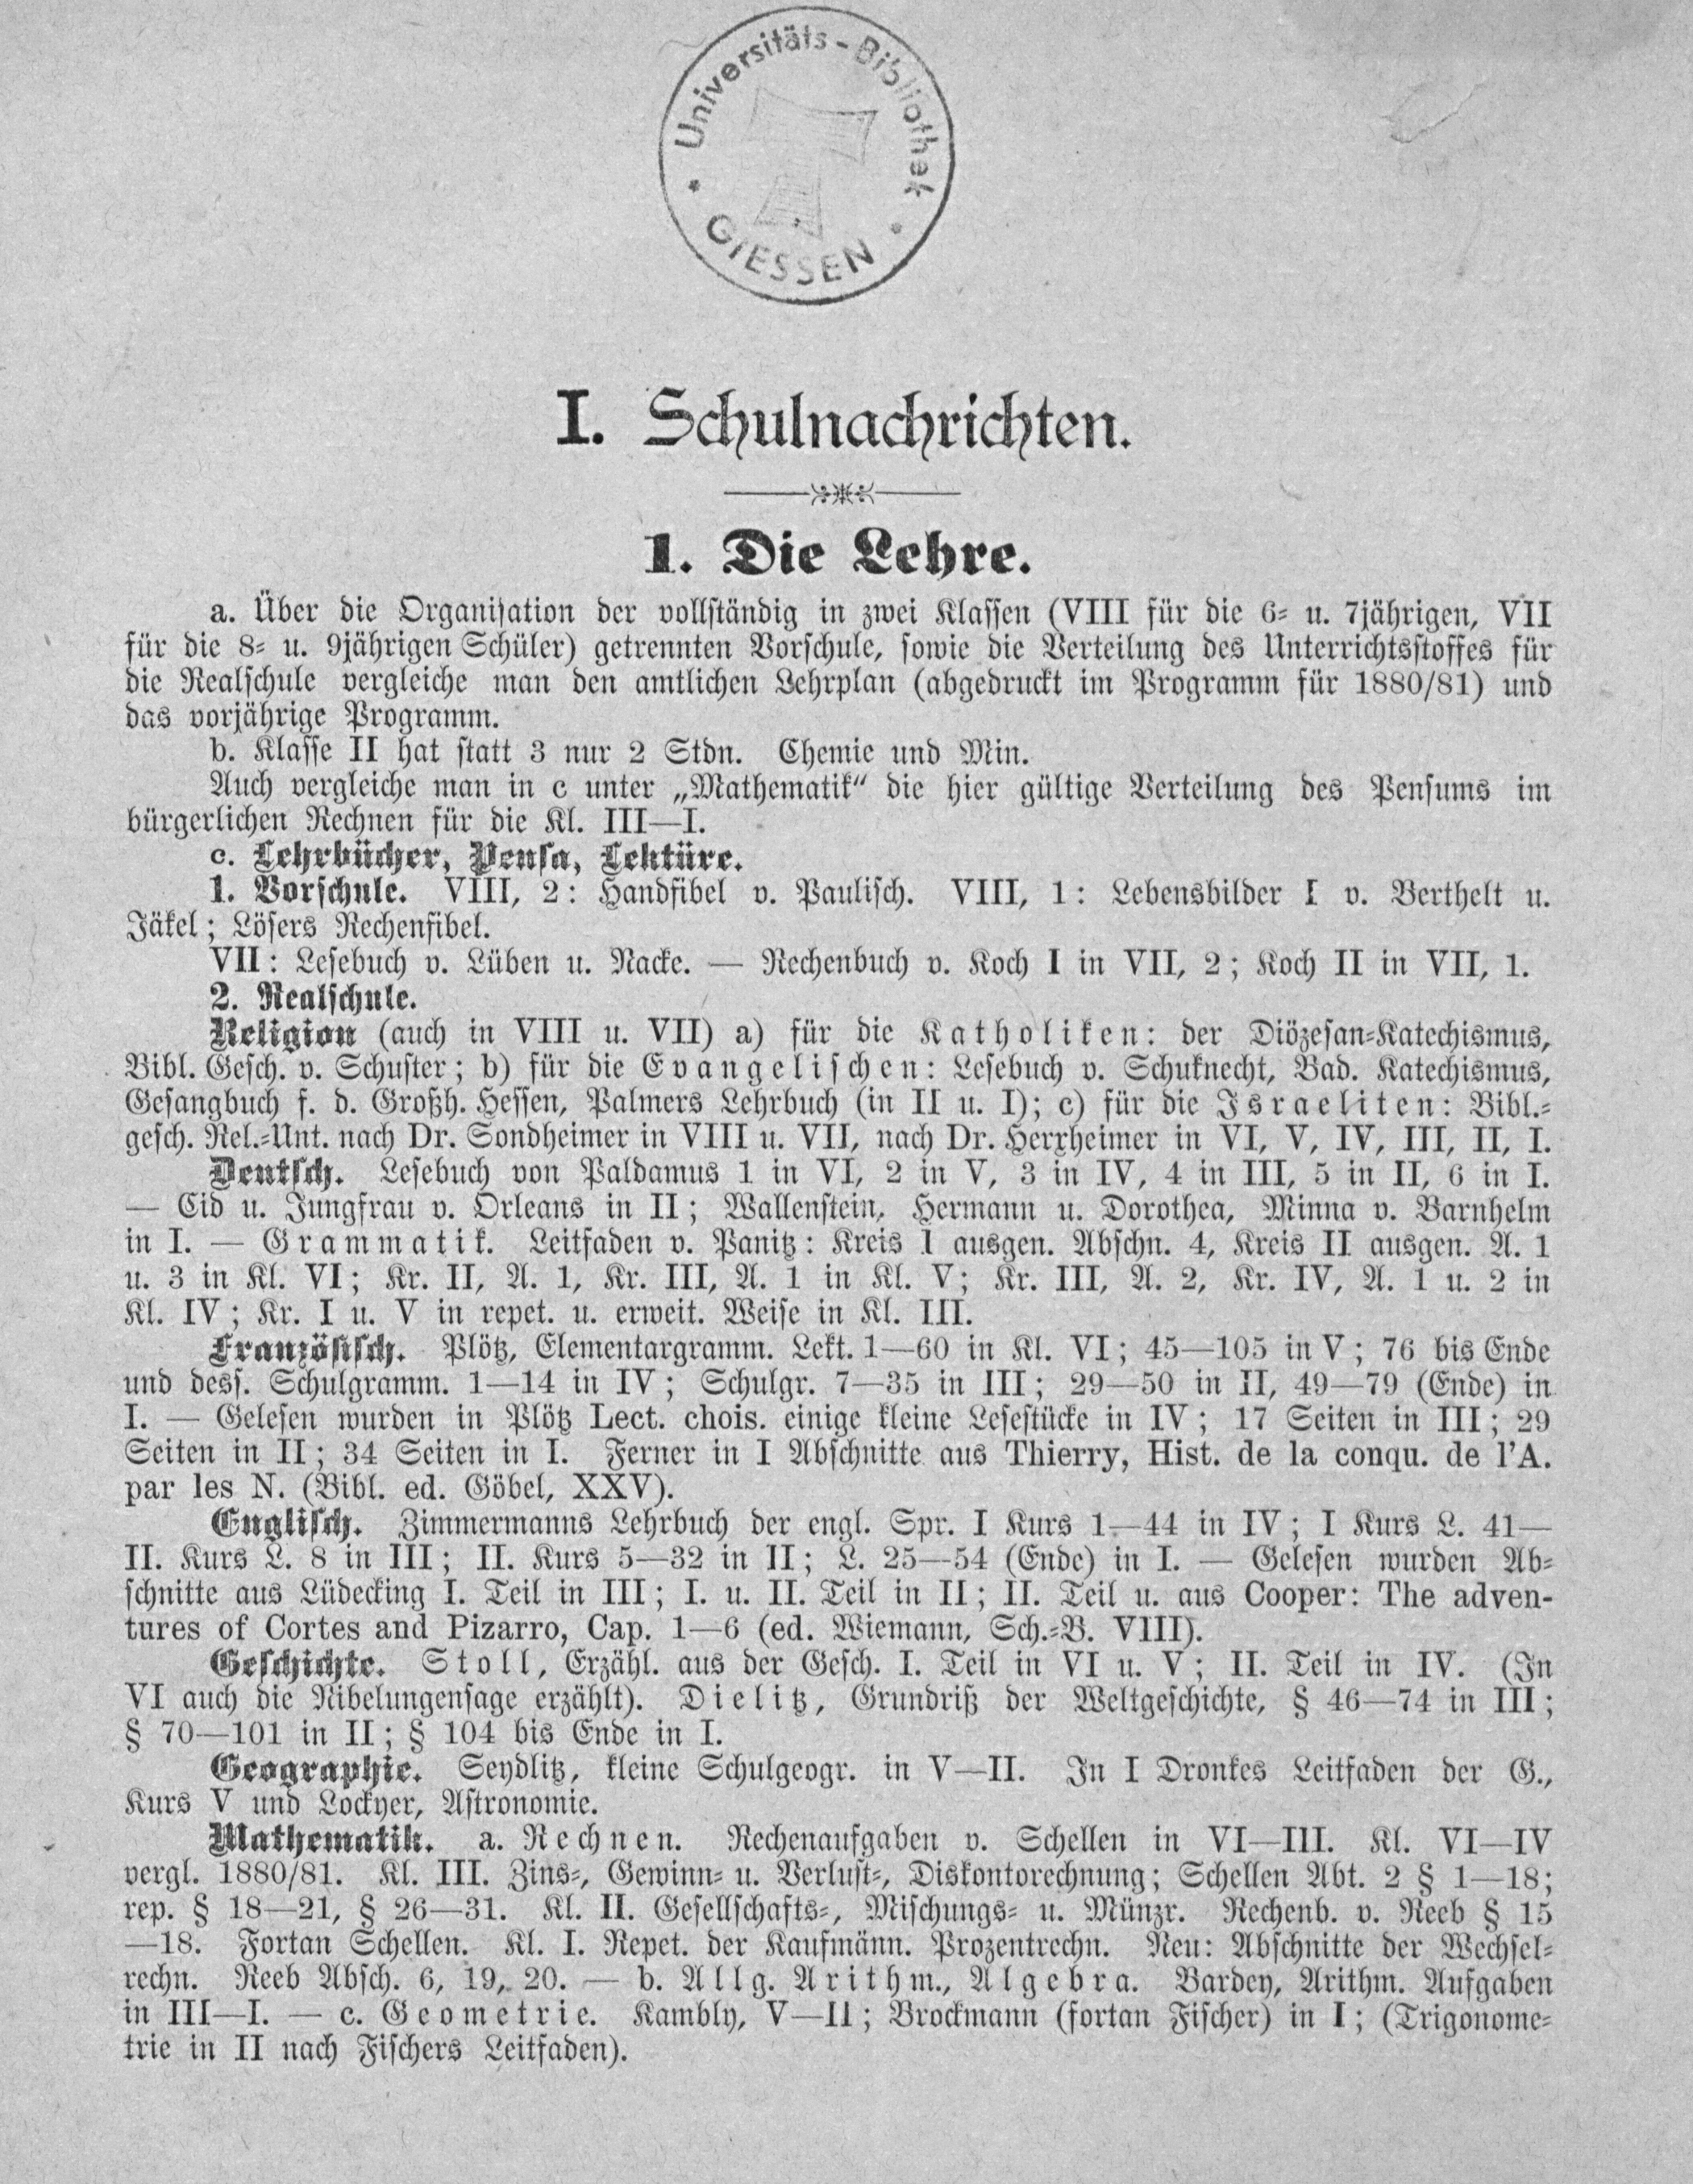 Universitäts-Bibliothek
* GIESSEN *
I. Schulnachrichten.
1. Die Lehre.
a. Über die Organisation der vollständig in zwei Klassen (VIII für die 6= u. 7jährigen, VII
für die 8= u. 9jährigen Schüler) getrennten Vorschule, sowie die Verteilung des Unterrichtsstoffes für
die Realschule vergleiche man den amtlichen Lehrplan (abgedruckt im Programm für 1880/81) und
das vorjährige Programm.
b. Klasse II hat statt 3 nur 2 Stdn. Chemie und Min.
Auch vergleiche man in c unter „Mathematik“ die hier gültige Verteilung des Pensums im
bürgerlichen Rechnen für die Kl. III—I.
c. Lehrbücher, Pensa, Lektüre.
1. Vorschule. VIII, 2: Handfibel v. Paulisch. VIII, 1: Lebensbilder I v. Berthelt u.
Jäkel; Lösers Rechenfibel.
VII: Lesebuch v. Lüben u. Nacke. — Rechenbuch v. Koch I in VII, 2; Koch II in VII, 1.
2. Realschule.
Religion (auch in VIII u. VII) a) für die Katholiken: der Diözesan=Katechismus,
Bibl. Gesch. v. Schuster; b) für die Evangelischen: Lesebuch v. Schuknecht, Bad. Katechismus,
Gesangbuch f. d. Großh. Hessen, Palmers Lehrbuch (in II u. I); c) für die Israeliten: Bibl.=
gesch. Rel.=Unt. nach Dr. Sondheimer in VIII u. VII, nach Dr. Herxheimer in VI, V, IV, III, II, I.
Deutsch. Lesebuch von Paldamus 1 in VI, 2 in V, 3 in IV, 4 in III, 5 in II, 6 in I.
— Cid u. Jungfrau v. Orleans in II; Wallenstein, Hermann u. Dorothea, Minna v. Barnhelm
in I. — Grammatik. Leitfaden v. Panitz: Kreis I ausgen. Abschn. 4, Kreis II ausgen. A. 1
u. 3 in Kl. VI; Kr. II, A. 1, Kr. III, A. 1 in Kl. V; Kr. III, A. 2, Kr. IV, A. 1 u. 2 in
Kl. IV; Kr. I u. V in repet. u. erweit. Weise in Kl. III.
Französisch. Plötz, Elementargramm. Lekt. 1—60 in Kl. VI; 45—105 in V; 76 bis Ende
und dess. Schulgramm. 1—14 in IV; Schulgr. 7—35 in III; 29—50 in II, 49—79 (Ende) in
I. — Gelesen wurden in Plötz Lect. chois. einige kleine Lesestücke in IV; 17 Seiten in III; 29
Seiten in II; 34 Seiten in I. Ferner in I Abschnitte aus Thierry, Hist. de la conqu. de l'A.
par les N. (Bibl. ed. Göbel, XXV).
Englisch. Zimmermanns Lehrbuch der engl. Spr. I Kurs 1—44 in IV; I Kurs L. 41—
II. Kurs L. 8 in III; II. Kurs 5—32 in II; L. 25—54 (Ende) in I. — Gelesen wurden Ab=
schnitte aus Lüdecking I. Teil in III; I. u. II. Teil in II; II. Teil u. aus Cooper: The adven-
tures of Cortes and Pizarro, Cap. 1—6 (ed. Wiemann, Sch.=B. VIII).
Geschichte. Stoll, Erzähl. aus der Gesch. I. Teil in VI u. V; II. Teil in IV. (In
VI auch die Nibelungensage erzählt). Dielitz, Grundriß der Weltgeschichte, § 46—74 in III;
§ 70—101 in II; § 104 bis Ende in I.
Geographie. Seydlitz, kleine Schulgeogr. in V—II. In I Dronkes Leitfaden der G.,
Kurs V und Lockyer, Astronomie.
Mathematik. a. Rechnen. Rechenaufgaben v. Schellen in VI—III. Kl. VI—IV
vergl. 1880/81. Kl. III. Zins=, Gewinn= u. Verlust=, Diskontorechnung; Schellen Abt. 2 § 1—18;
rep. § 18—21, § 26—31. Kl. II. Gesellschafts=, Mischungs= u. Münzr. Rechenb. v. Reeb § 15
—18. Fortan Schellen. Kl. I. Repet. der Kaufmänn. Prozentrechn. Neu: Abschnitte der Wechsel=
rechn. Reeb Absch. 6, 19, 20. — b. Allg. Arithm., Algebra. Bardey, Arithm. Aufgaben
in III—I. — c. Geometrie. Kambly, V—II; Brockmann (fortan Fischer) in I; (Trigonome=
trie in II nach Fischers Leitfaden).